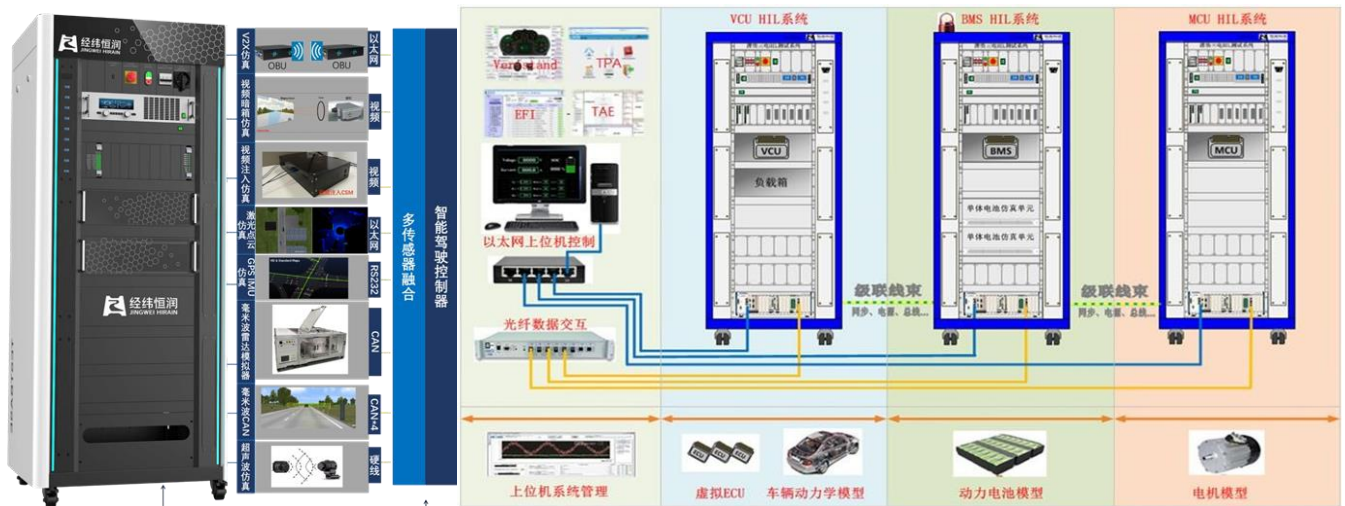 经纬恒润
JINGWEI HIRAIN
经纬恒润
JINGWEI HIRAIN
V2X仿真
OBU
OBU
以太网
视频暗箱仿真
视频
视频注入仿真
视频
激光点云仿真
以太网
GPS IMU仿真
RS232
毫米波雷达模拟器
CAN
毫米波CAN
CAN*4
超声波仿真
硬线
多传感器融合
智能驾驶控制器
TPA
EFI
TAE
以太网上位机控制
光纤数据交互
上位机系统管理
VCU HIL系统
VCU
负载箱
虚拟ECU
车辆动力学模型
ECU
ECU
ECU
级联线束
同步、电源、总线...
BMS HIL系统
BMS
单体电池仿真单元
单体电池仿真单元
动力电池模型
级联线束
同步、电源、总线...
MCU HIL系统
MCU
电机模型